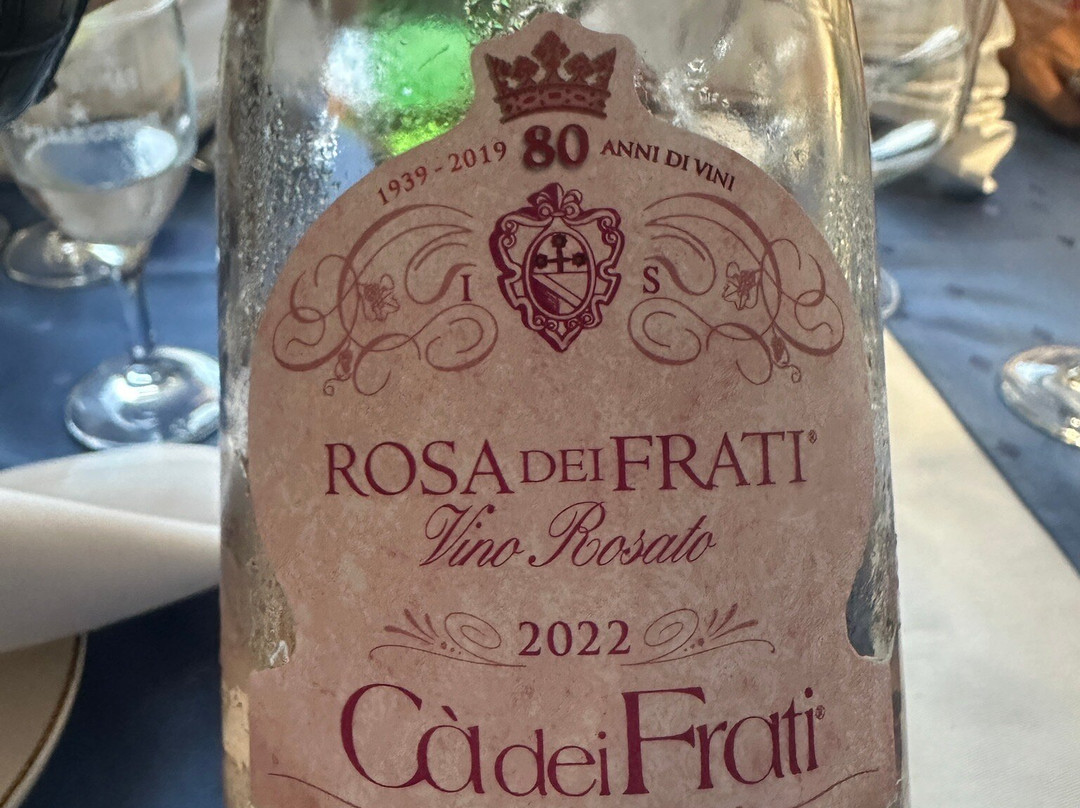 1939 - 2019 80 ANNI DI VINI
I S
ROSA DEI FRATI®
Vino Rosato
2022
Cà dei Frati®